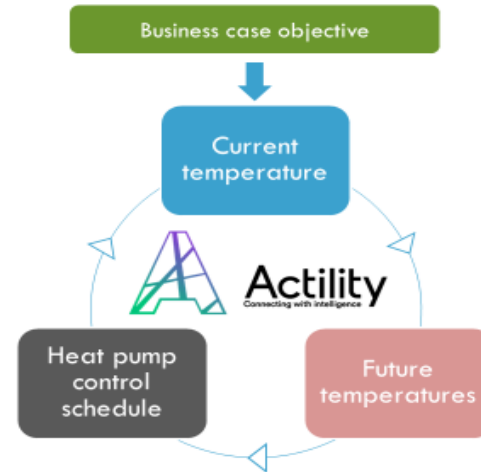 Business case objective
Current
temperature
Actility
Connecting with intelligence
Heat pump
control
schedule
Future
temperatures